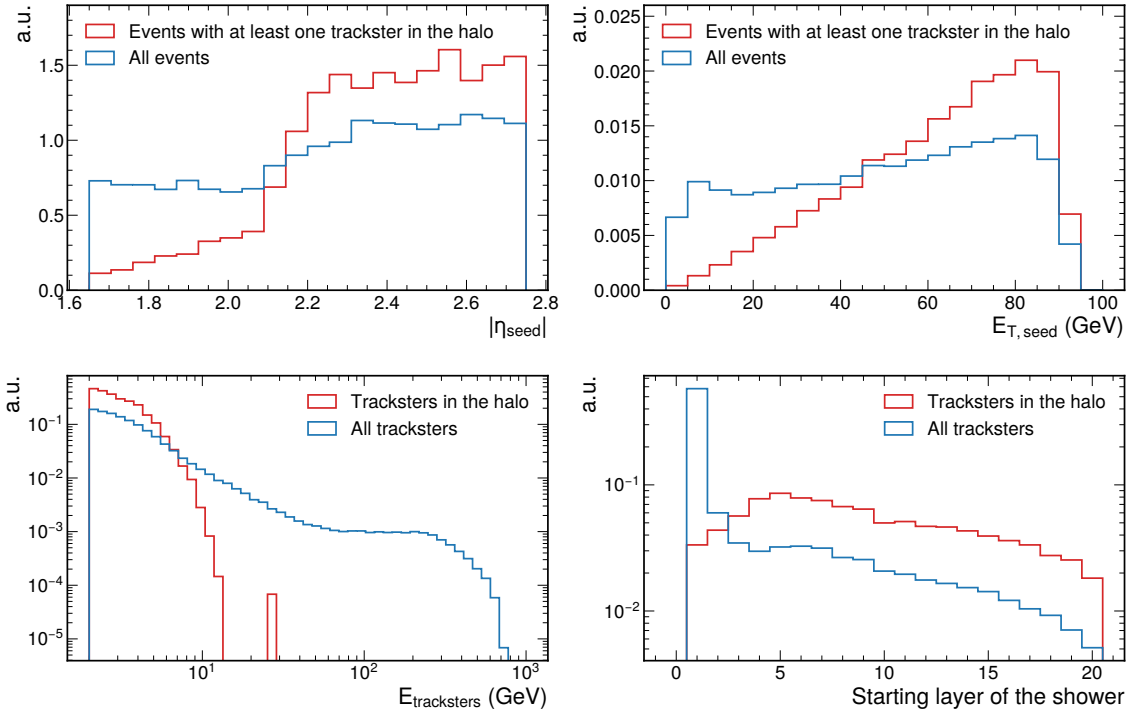 a.u.
Events with at least one trackster in the halo
All events
1.5
1.0
0.5
0.0
1.6 1.8 2.0 2.2 2.4 2.6 2.8
|η_seed|
a.u.
Events with at least one trackster in the halo
All events
0.025
0.020
0.015
0.010
0.005
0.000
0 20 40 60 80 100
E_T, seed (GeV)
a.u.
Tracksters in the halo
All tracksters
10⁻¹
10⁻²
10⁻³
10⁻⁴
10⁻⁵
10¹ 10² 10³
E_tracksters (GeV)
a.u.
Tracksters in the halo
All tracksters
10⁻¹
10⁻²
0 5 10 15 20
Starting layer of the shower